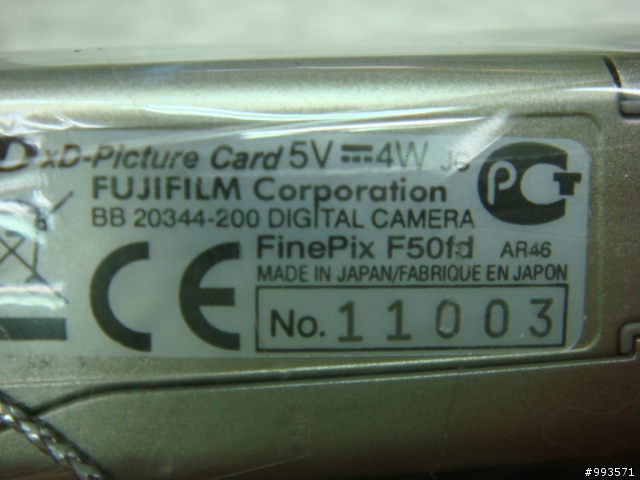 xD-Picture Card 5V 4W
FUJIFILM Corporation
BB 20344-200 DIGITAL CAMERA
FinePix F50fd AR46
MADE IN JAPAN/FABRIQUE EN JAPON
CE
No. 11003
#993571